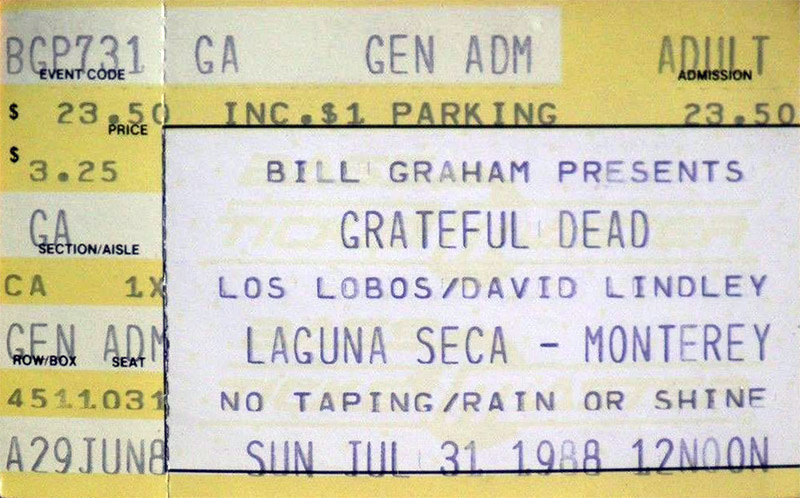 BGP731 GA GEN ADM ADULT
EVENT CODE ADMISSION
$ 23.50 INC.$1 PARKING 23.50
PRICE
$ 3.25 BILL GRAHAM PRESENTS
GA GRATEFUL DEAD
SECTION/AISLE
CA 1X LOS LOBOS/DAVID LINDLEY
GEN ADM LAGUNA SECA - MONTEREY
ROW/BOX SEAT
4511031 NO TAPING/RAIN OR SHINE
A29JUN8 SUN JUL 31 1988 12NOON